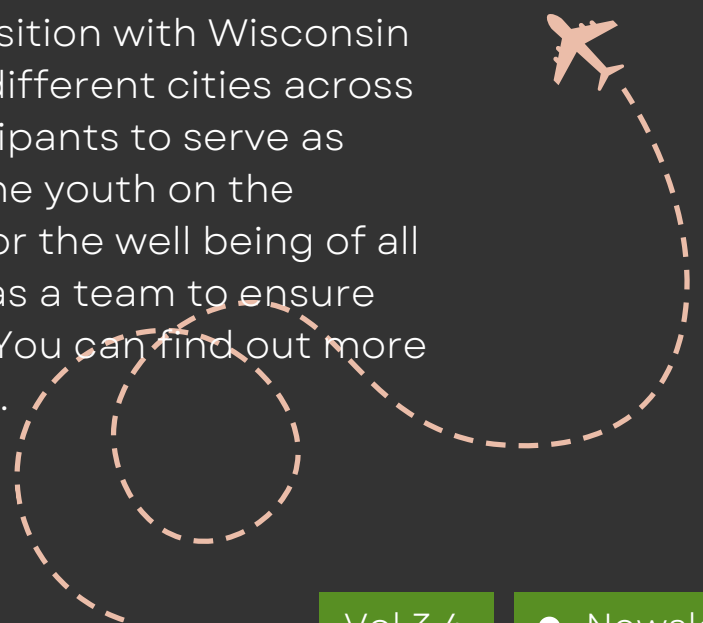 sition with Wisconsin
different cities across
ipants to serve as
ne youth on the
or the well being of all
as a team to ensure
You can find out more
.